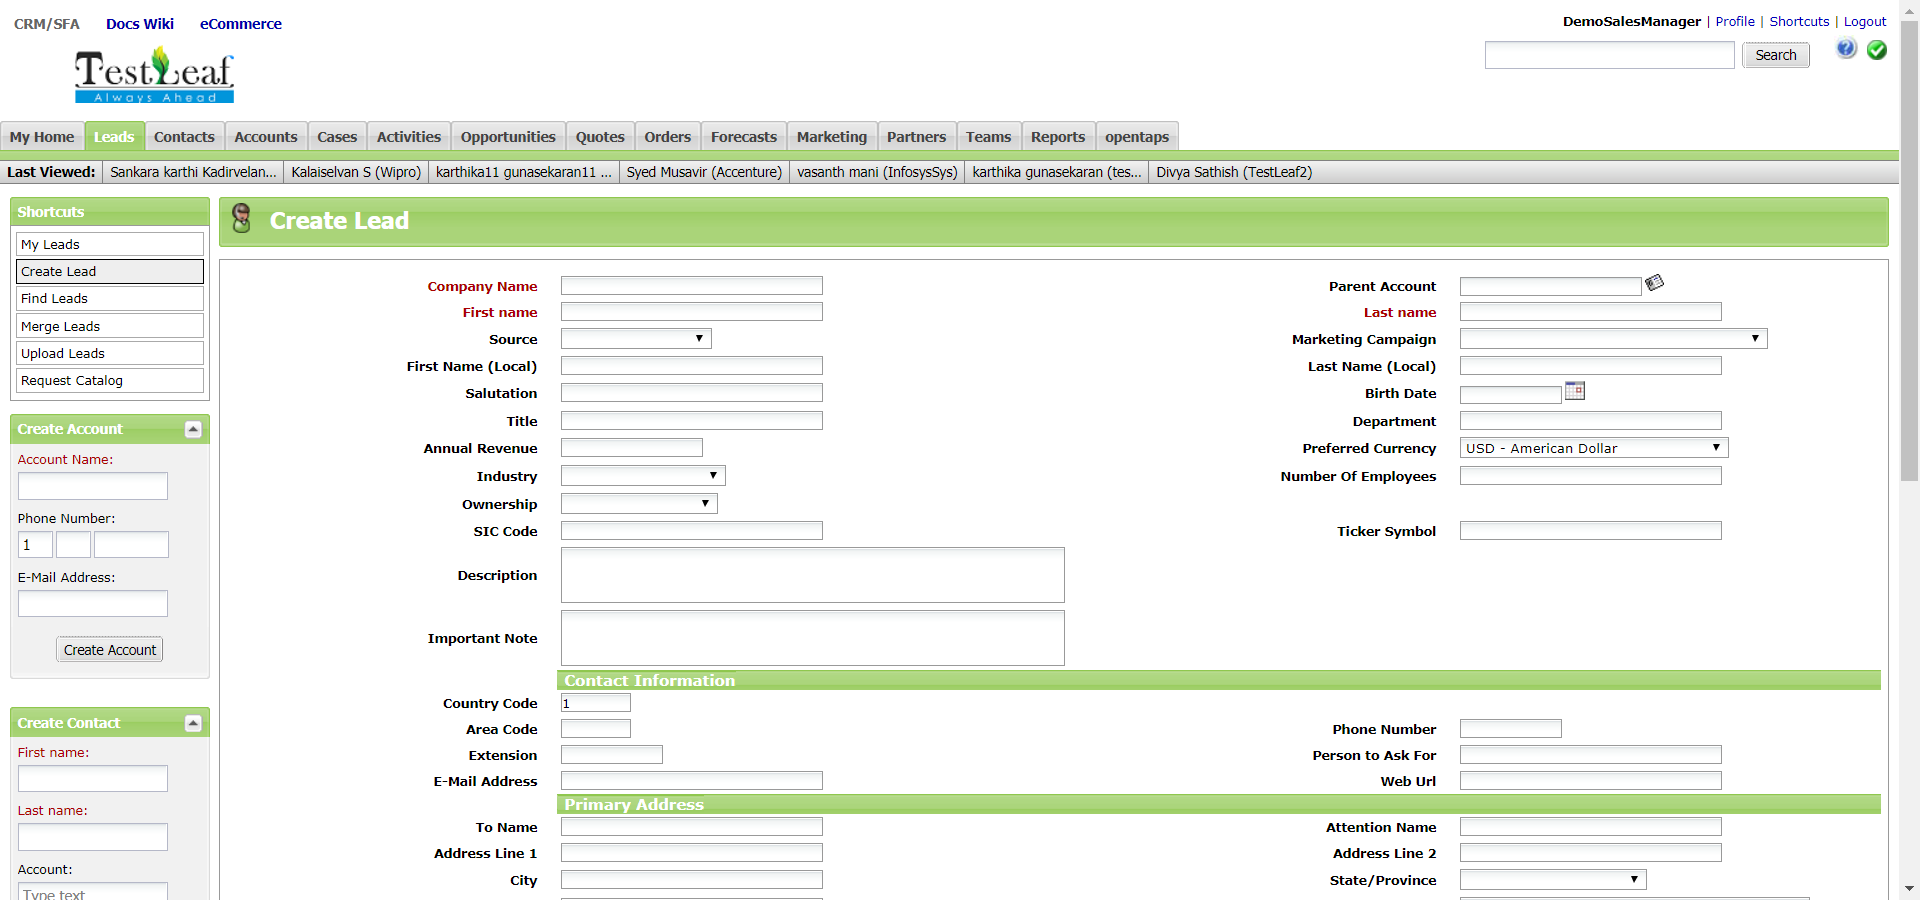 CRM/SFA Docs Wiki eCommerce
DemoSalesManager | Profile | Shortcuts | Logout
TestLeaf
Always Ahead
Search
My Home Leads Contacts Accounts Cases Activities Opportunities Quotes Orders Forecasts Marketing Partners Teams Reports opentaps
Last Viewed: Sankara karthi Kadirvelan... Kalaiselvan S (Wipro) karthika11 gunasekaran11 ... Syed Musavir (Accenture) vasanth mani (InfosysSys) karthika gunasekaran (tes... Divya Sathish (TestLeaf2)
Shortcuts
My Leads
Create Lead
Find Leads
Merge Leads
Upload Leads
Request Catalog
Create Account
Account Name:
Phone Number:
1
E-Mail Address:
Create Account
Create Contact
First name:
Last name:
Account:
Type text
Create Lead
Company Name Parent Account
First name Last name
Source Marketing Campaign
First Name (Local) Last Name (Local)
Salutation Birth Date
Title Department
Annual Revenue Preferred Currency USD - American Dollar
Industry Number Of Employees
Ownership
SIC Code Ticker Symbol
Description
Important Note
Contact Information
Country Code 1
Area Code Phone Number
Extension Person to Ask For
E-Mail Address Web Url
Primary Address
To Name Attention Name
Address Line 1 Address Line 2
City State/Province